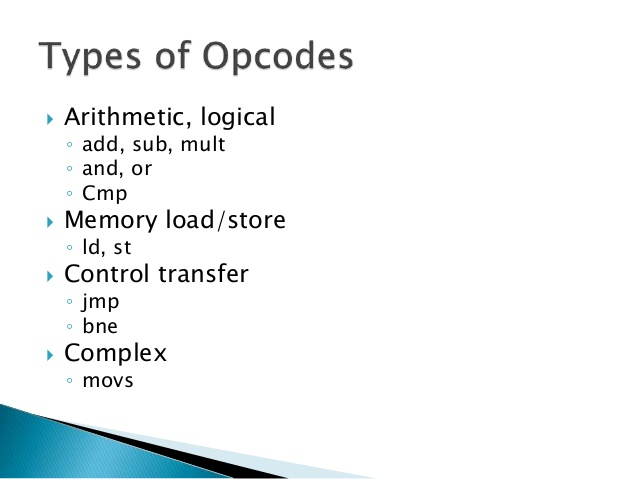 Types of Opcodes
Arithmetic, logical
add, sub, mult
and, or
Cmp
Memory load/store
ld, st
Control transfer
jmp
bne
Complex
movs